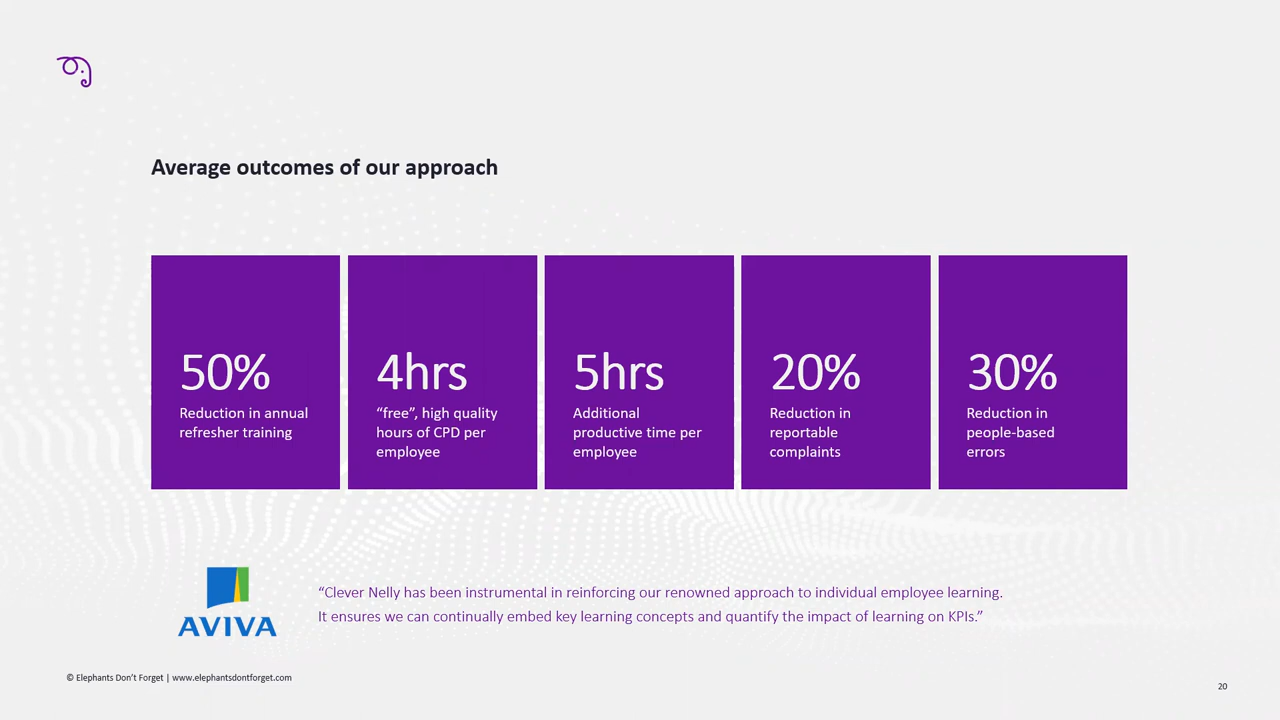 Average outcomes of our approach
50%
Reduction in annual
refresher training
4hrs
“free”, high quality
hours of CPD per
employee
5hrs
Additional
productive time per
employee
20%
Reduction in
reportable
complaints
30%
Reduction in
people-based
errors
AVIVA
“Clever Nelly has been instrumental in reinforcing our renowned approach to individual employee learning.
It ensures we can continually embed key learning concepts and quantify the impact of learning on KPIs.”
© Elephants Don’t Forget | www.elephantsdontforget.com
20